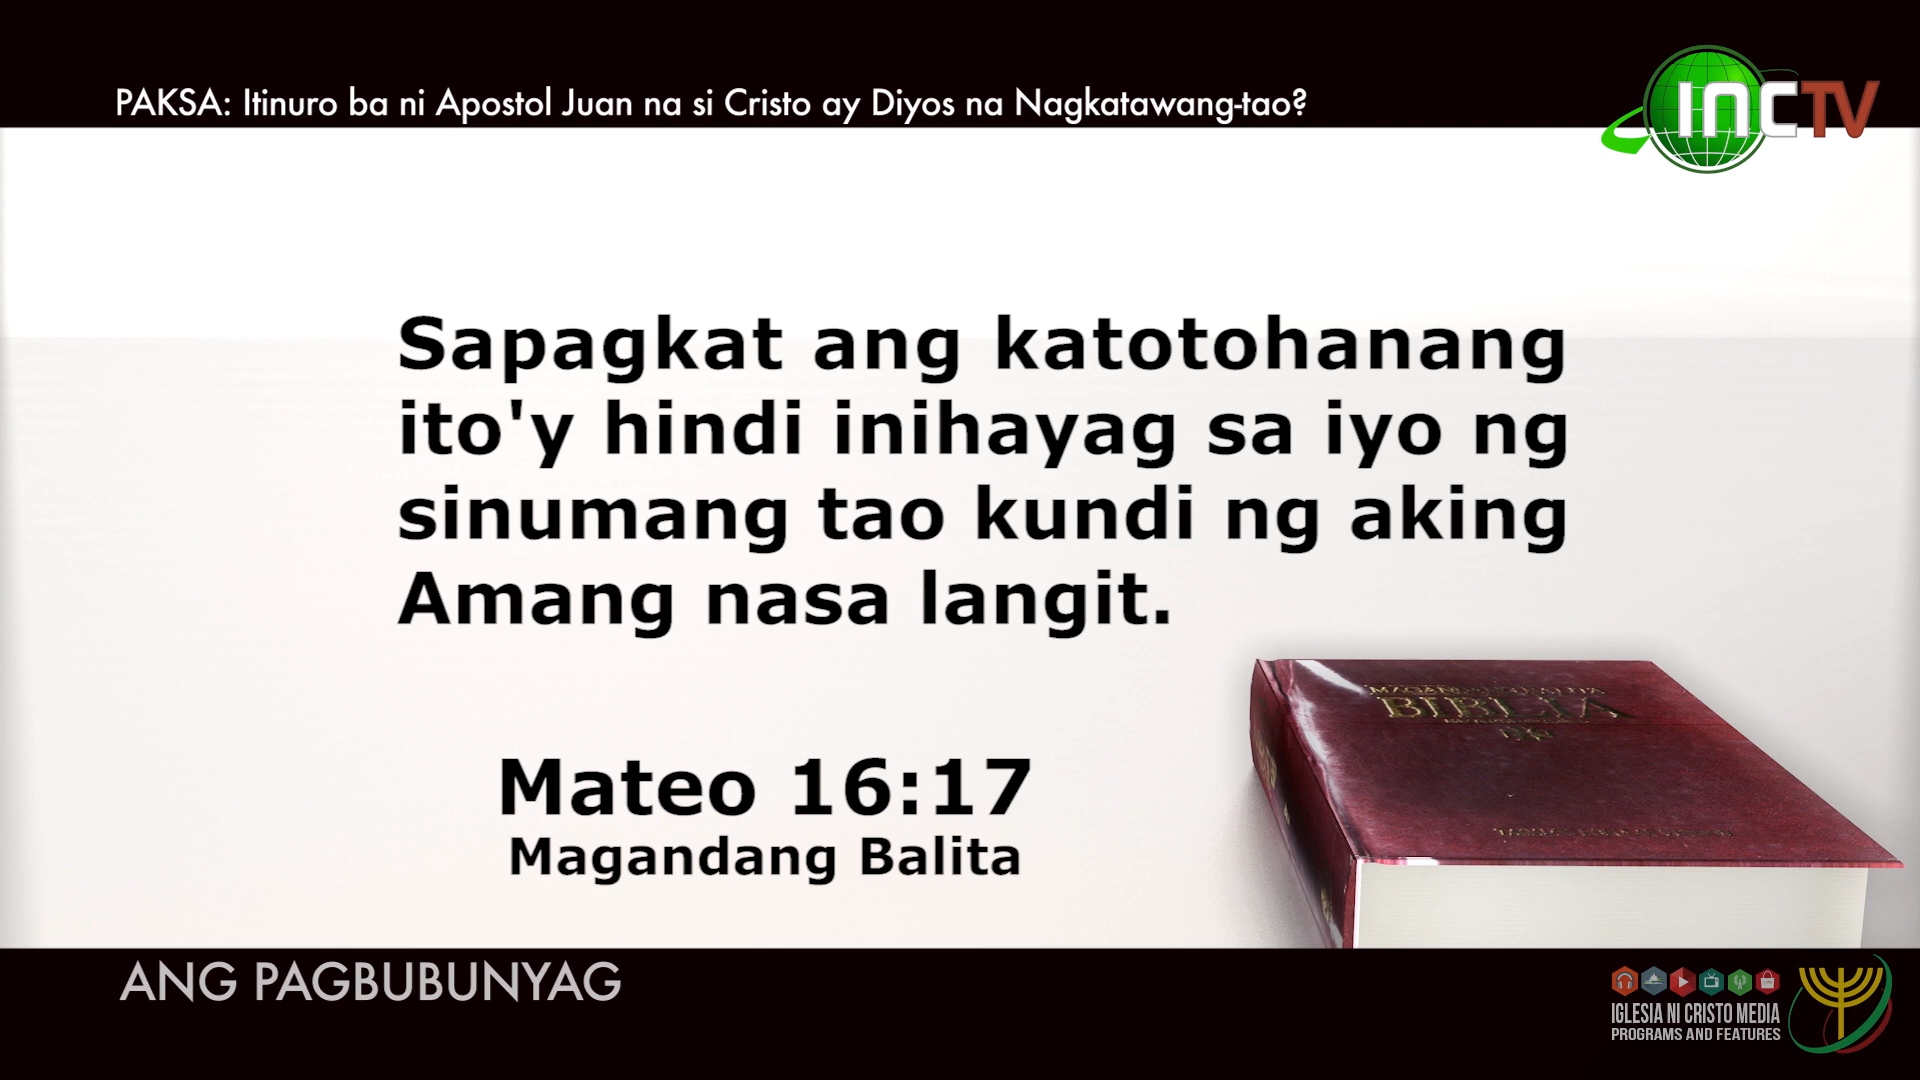 PAKSA: Itinuro ba ni Apostol Juan na si Cristo ay Diyos na Nagkatawang-tao?
INCTV
Sapagkat ang katotohanang
ito'y hindi inihayag sa iyo ng
sinumang tao kundi ng aking
Amang nasa langit.
Mateo 16:17
Magandang Balita
BIBLIA
ANG PAGBUBUNYAG
IGLESIA NI CRISTO MEDIA
PROGRAMS AND FEATURES